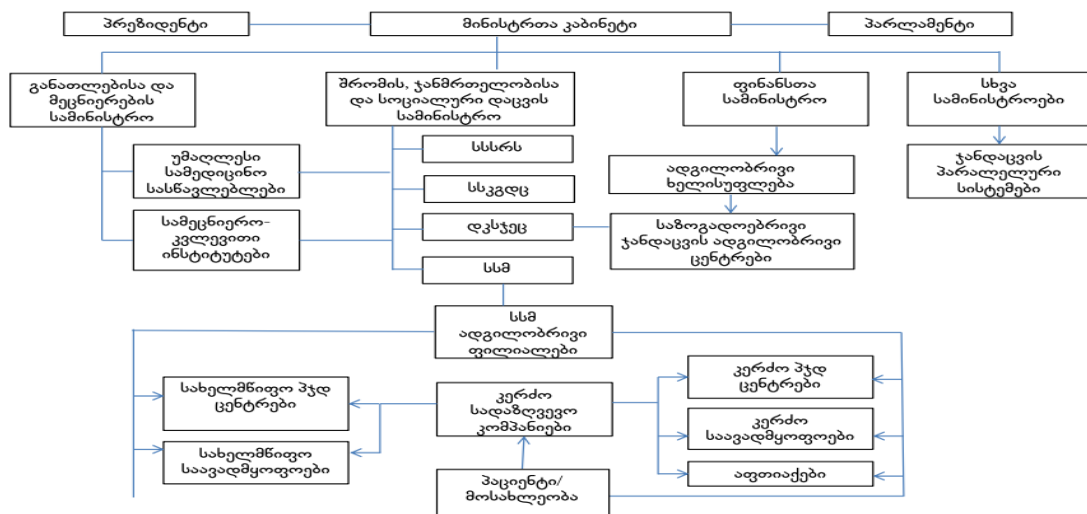 პრეზიდენტი
მინისტრთა კაბინეტი
პარლამენტი
განათლებისა და
მეცნიერების
სამინისტრო
შრომის, ჯანმრთელობისა
და სოციალური დაცვის
სამინისტრო
ფინანსთა
სამინისტრო
სხვა
სამინისტროები
უმაღლესი
სამედიცინო
სასწავლებლები
სსსრს
სსკგდც
ადგილობრივი
ხელისუფლება
ჯანდაცვის
პარალელური
სისტემები
სამეცნიერო-
კვლევითი
ინსტიტუტები
დკსჯეც
საზოგადოებრივი
ჯანდაცვის ადგილობრივი
ცენტრები
სსმ
სსმ
ადგილობრივი
ფილიალები
სახელმწიფო პჯდ
ცენტრები
კერძო
სადაზღვევო
კომპანიები
კერძო პჯდ
ცენტრები
სახელმწიფო
საავადმყოფოები
კერძო
საავადმყოფოები
აფთიაქები
პაციენტი/
მოსახლეობა